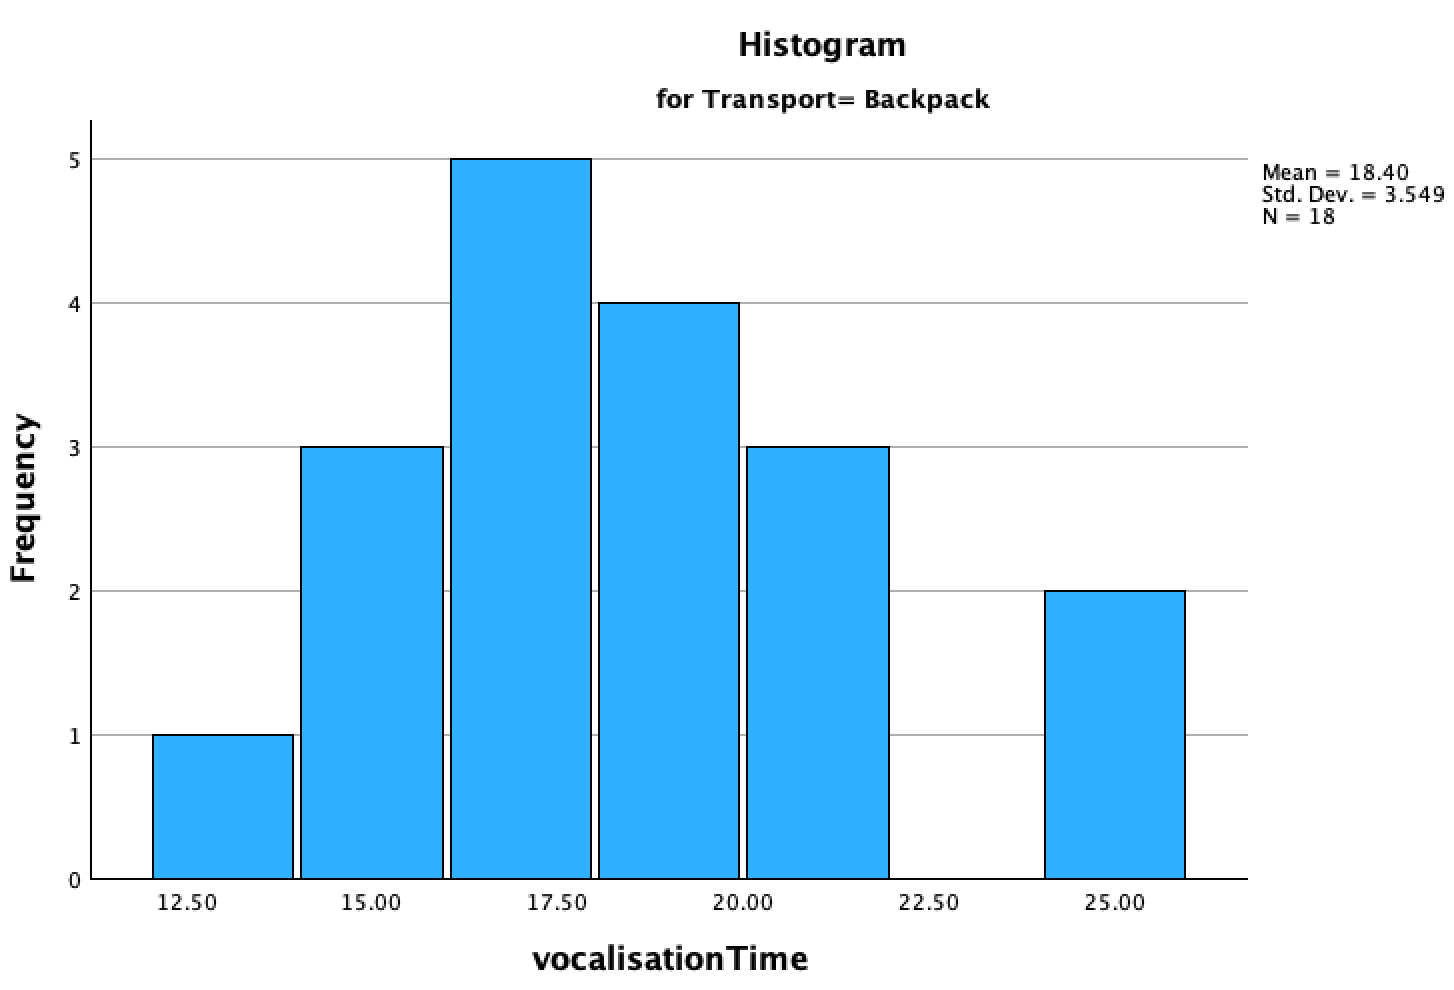 Histogram
for Transport= Backpack
Mean = 18.40
Std. Dev. = 3.549
N = 18
Frequency
5
4
3
2
1
0
12.50 15.00 17.50 20.00 22.50 25.00
vocalisationTime